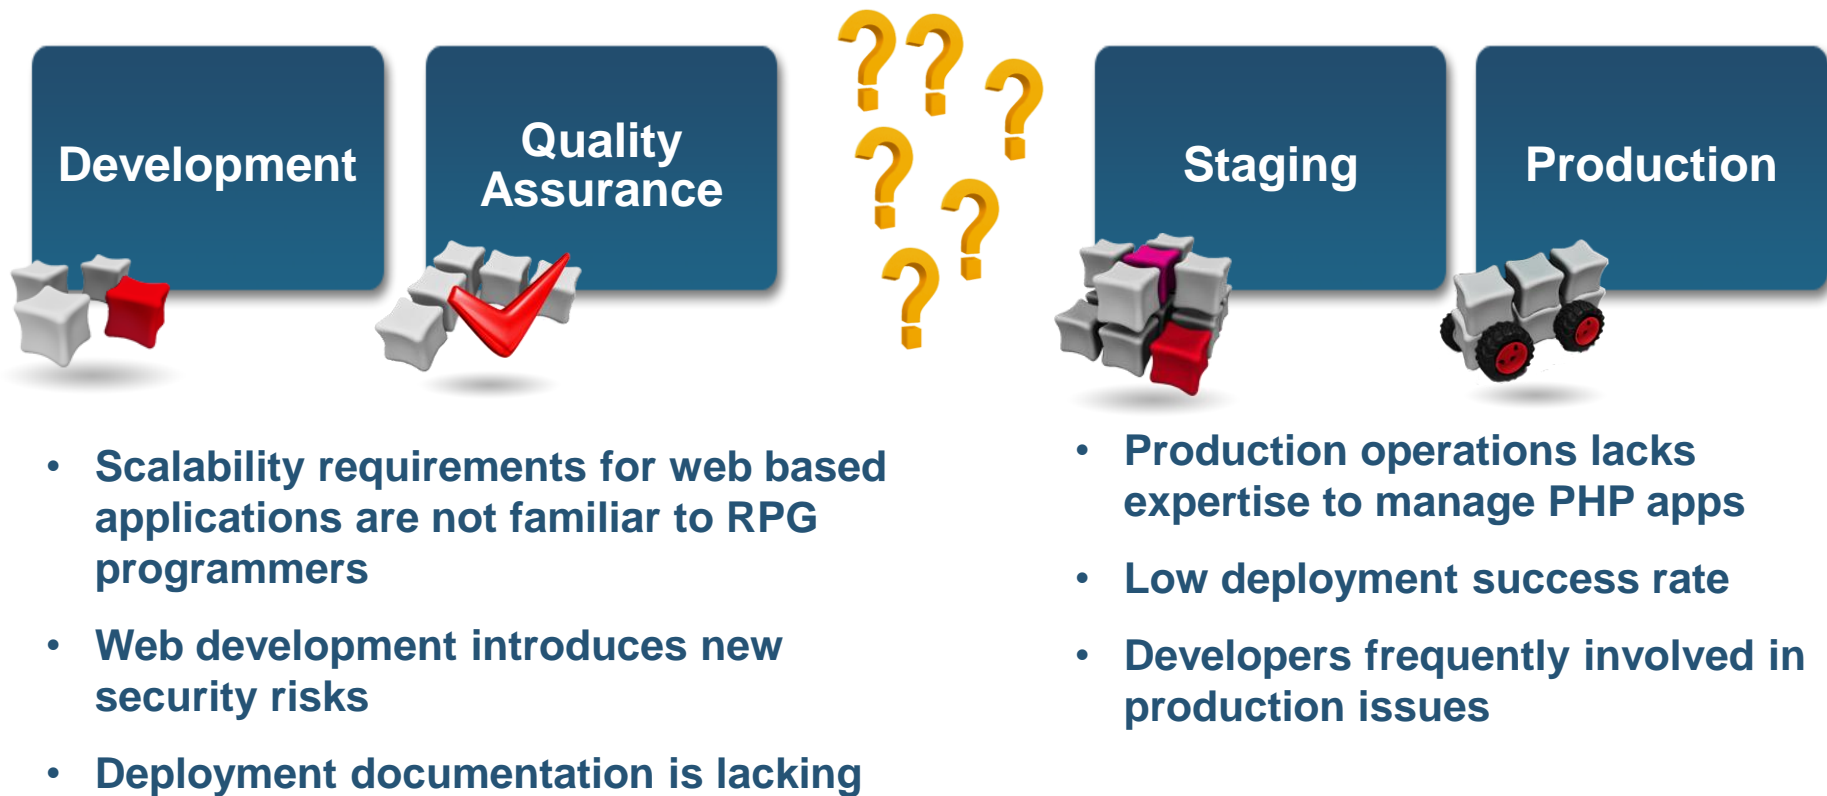 Development
Quality
Assurance
Staging
Production
• Scalability requirements for web based
applications are not familiar to RPG
programmers
• Web development introduces new
security risks
• Deployment documentation is lacking
• Production operations lacks
expertise to manage PHP apps
• Low deployment success rate
• Developers frequently involved in
production issues